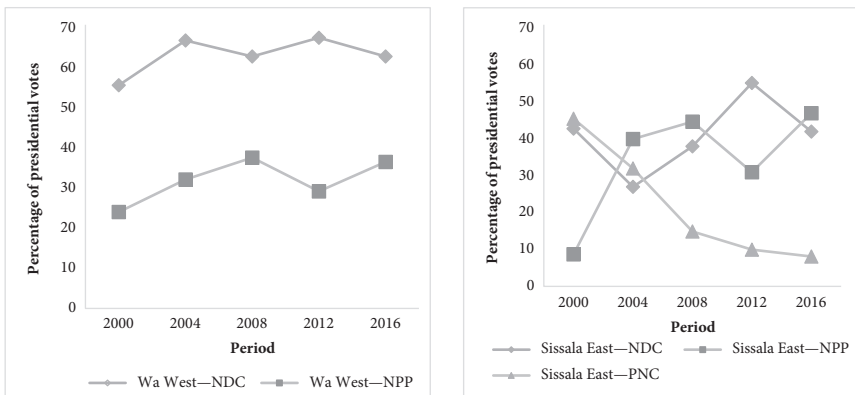 Percentage of presidential votes
70
60
50
40
30
20
10
0
2000 2004 2008 2012 2016
Period
Wa West—NDC Wa West—NPP
Percentage of presidential votes
70
60
50
40
30
20
10
0
2000 2004 2008 2012 2016
Period
Sissala East—NDC Sissala East—NPP
Sissala East—PNC